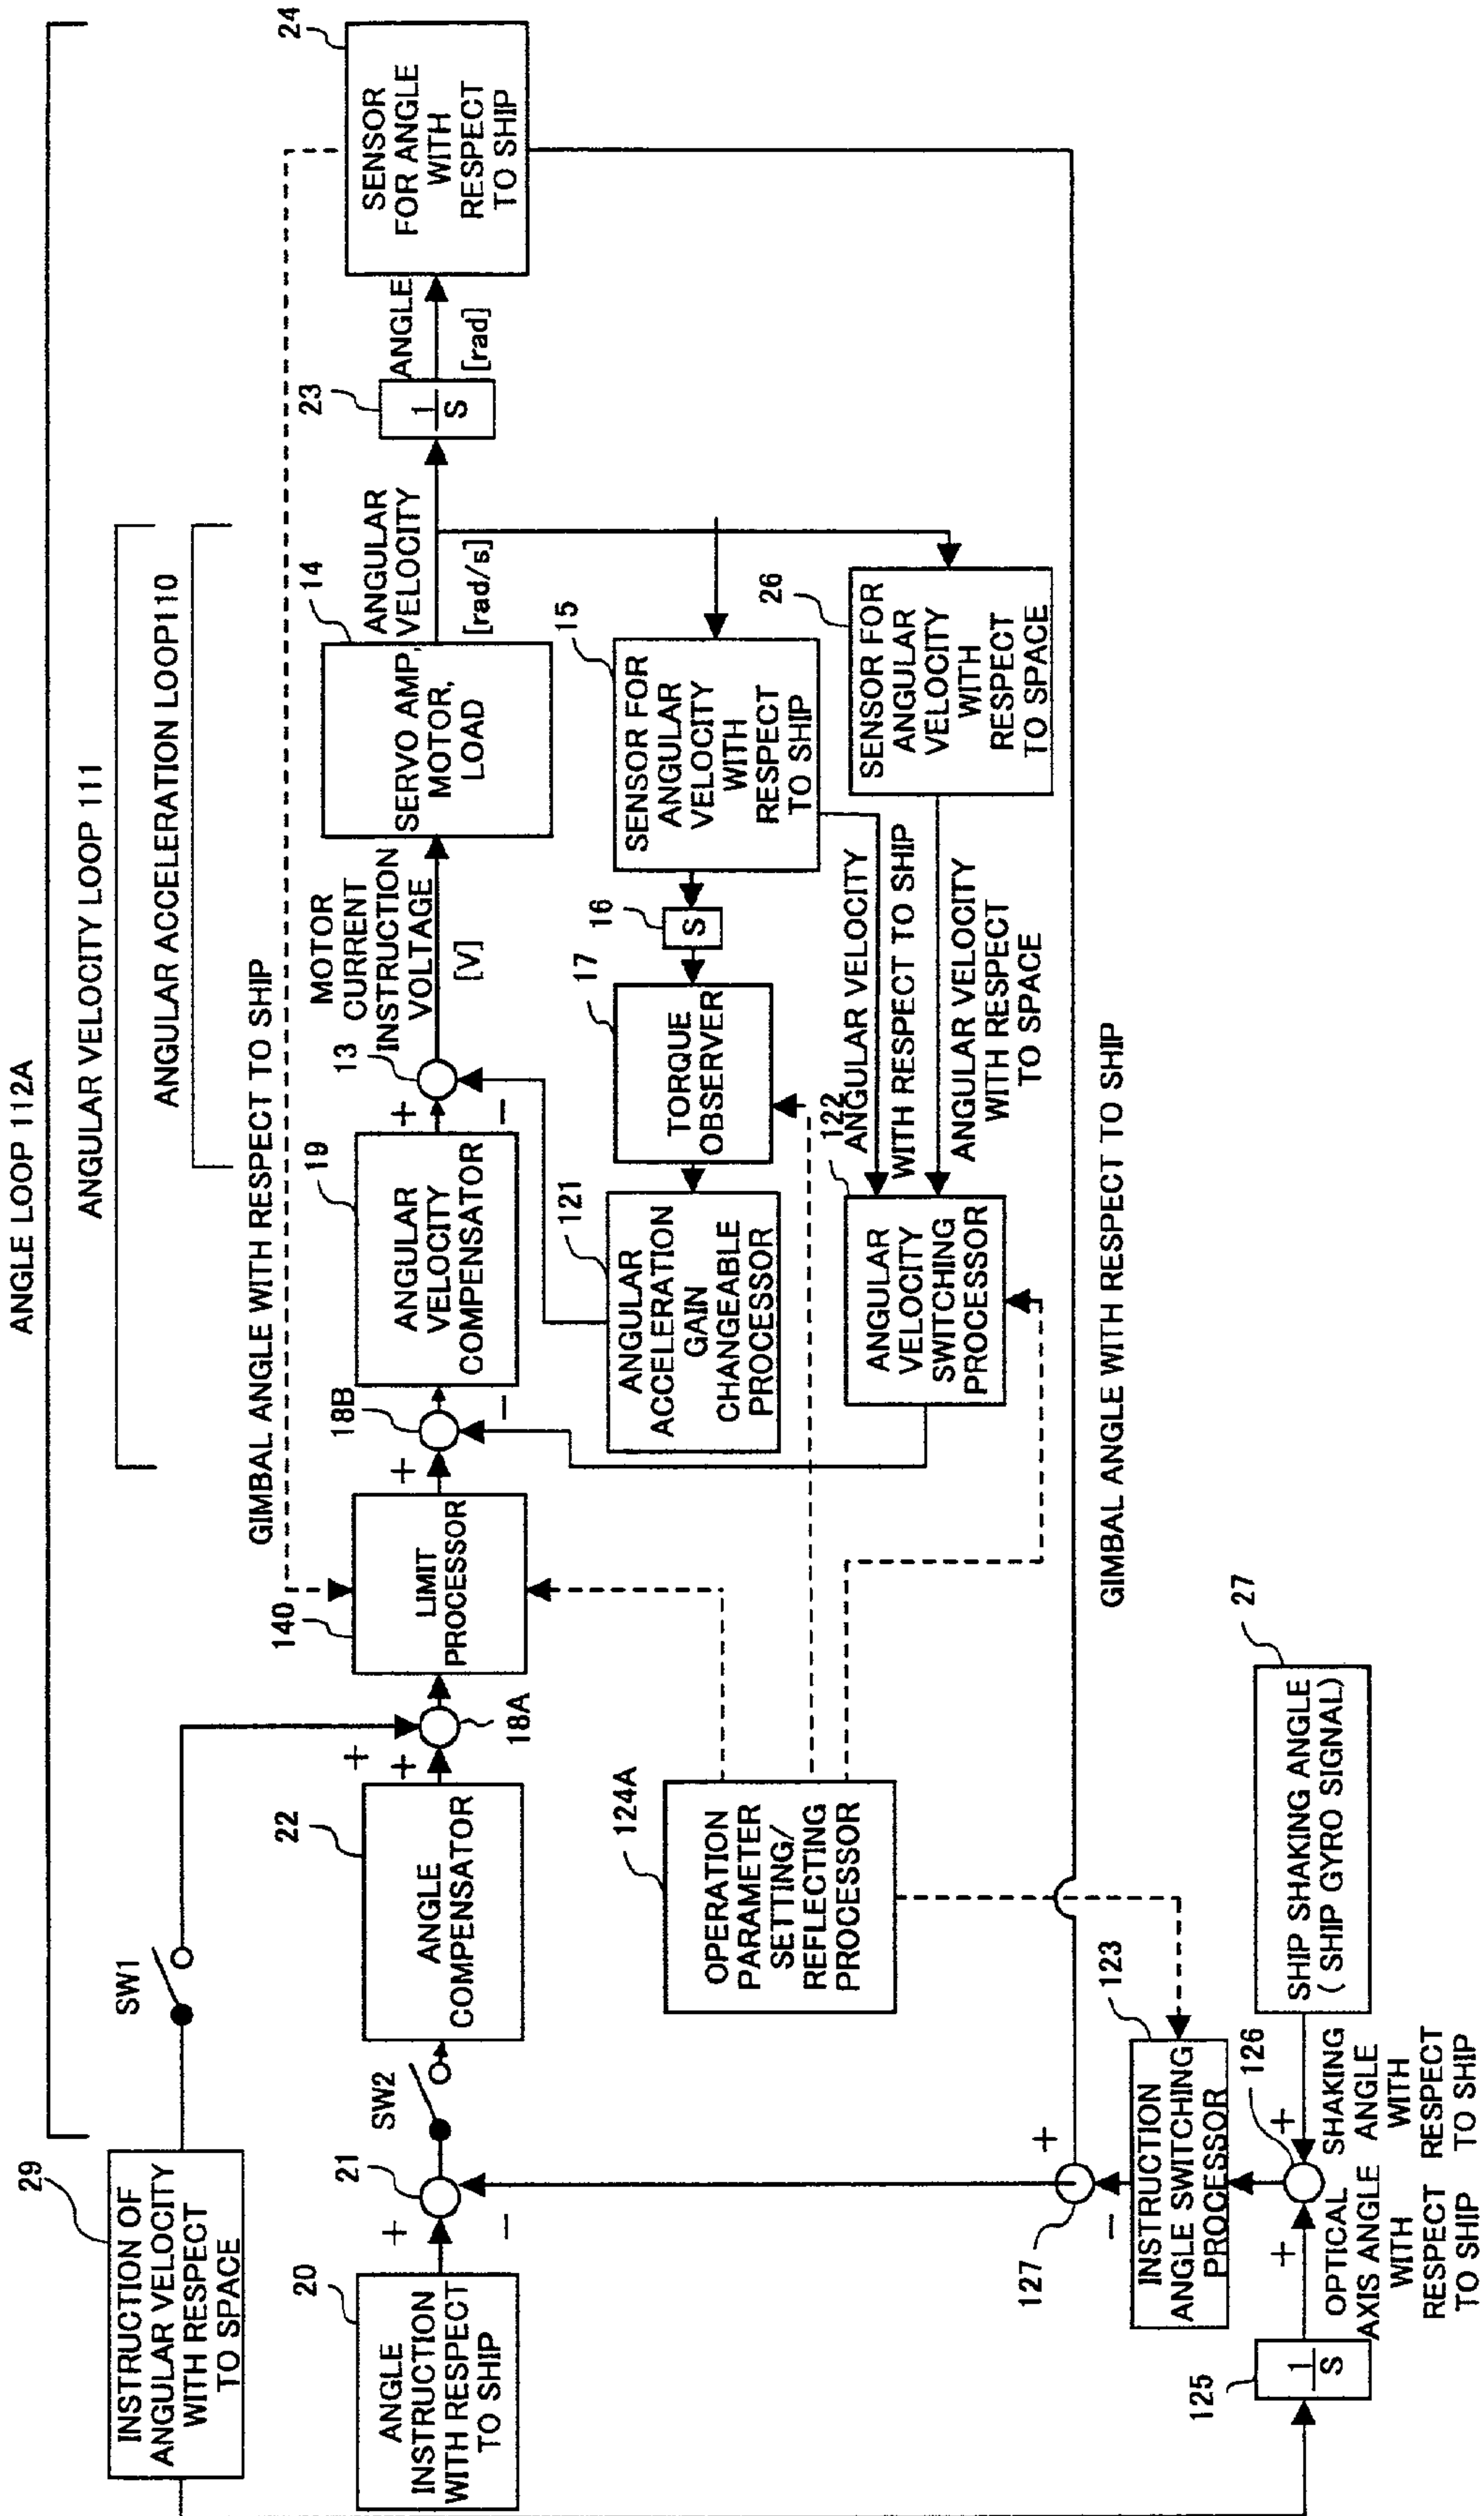 ANGLE LOOP 112A
ANGULAR VELOCITY LOOP 111
ANGULAR ACCELERATION LOOP110
GIMBAL ANGLE WITH RESPECT TO SHIP
29
INSTRUCTION OF
ANGULAR VELOCITY
WITH RESPECT
TO SPACE
SW1
20
ANGLE
INSTRUCTION
WITH RESPECT
TO SHIP
+
21
−
SW2
22
ANGLE
COMPENSATOR
+
+
18A
140
LIMIT
PROCESSOR
+
18B
−
19
ANGULAR
VELOCITY
COMPENSATOR
+
13
−
MOTOR
CURRENT
INSTRUCTION
VOLTAGE
[V]
14
SERVO AMP,
MOTOR,
LOAD
ANGULAR
VELOCITY
[rad/s]
23
1
S
ANGLE
[rad]
24
SENSOR
FOR ANGLE
WITH
RESPECT
TO SHIP
124A
OPERATION
PARAMETER
SETTING/
REFLECTING
PROCESSOR
121
ANGULAR
ACCELERATION
GAIN
CHANGEABLE
PROCESSOR
17
TORQUE
OBSERVER
16
S
15
SENSOR FOR
ANGULAR
VELOCITY
WITH
RESPECT
TO SHIP
122
ANGULAR
VELOCITY
SWITCHING
PROCESSOR
ANGULAR VELOCITY
WITH RESPECT TO SHIP
ANGULAR VELOCITY
WITH RESPECT
TO SPACE
26
SENSOR FOR
ANGULAR
VELOCITY
WITH
RESPECT
TO SPACE
GIMBAL ANGLE WITH RESPECT TO SHIP
127
+
−
123
INSTRUCTION
ANGLE SWITCHING
PROCESSOR
126
+
+
27
SHIP SHAKING ANGLE
( SHIP GYRO SIGNAL)
125
1
S
OPTICAL
AXIS ANGLE
WITH
RESPECT
TO SHIP
SHAKING
ANGLE
WITH
RESPECT
TO SHIP